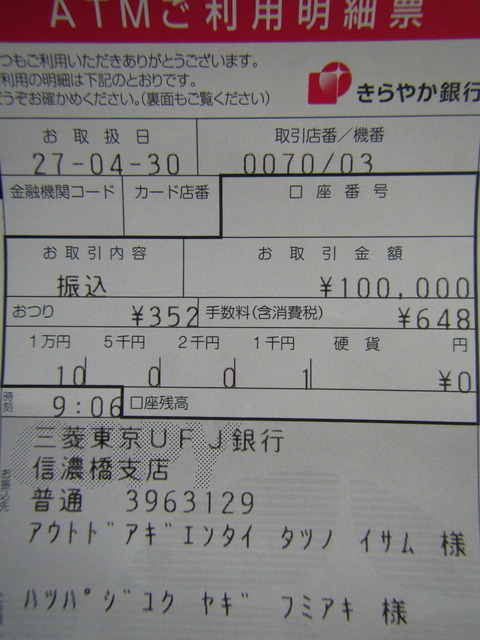 ATMご利用明細票
つもご利用いただきありがとうございます。
利用の明細は下記のとおりです。
どうぞお確かめください。(裏面もご覧ください)
きらやか銀行
お取扱日 取引店番/機番
27-04-30 0070/03
金融機関コード カード店番 口座番号
お取引内容 お取引金額
振込 ¥100,000
おつり ¥352 手数料(含消費税) ¥648
1万円 5千円 2千円 1千円 硬貨 円
10 0 0 1 ¥0
時刻 9:06 口座残高
お振込先
三菱東京UFJ銀行
信濃橋支店
普通 3963129
アウトドアギエンタイ タツノ イサム 様
ハツパジユク ヤギ フミアキ 様